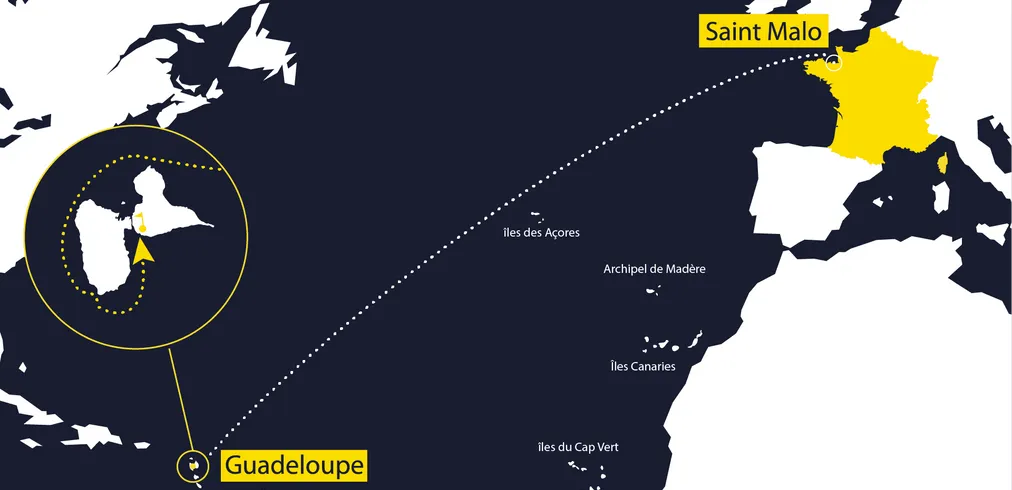 Saint Malo
îles des Açores
Archipel de Madère
Îles Canaries
îles du Cap Vert
Guadeloupe